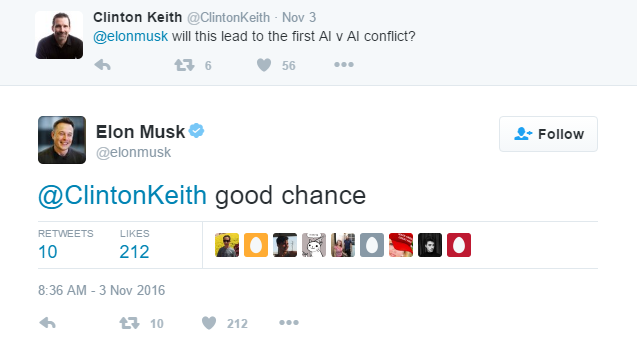 Clinton Keith @ClintonKeith · Nov 3
@elonmusk will this lead to the first AI v AI conflict?
6 56
Elon Musk
@elonmusk
Follow
@ClintonKeith good chance
RETWEETS LIKES
10 212
8:36 AM - 3 Nov 2016
10 212